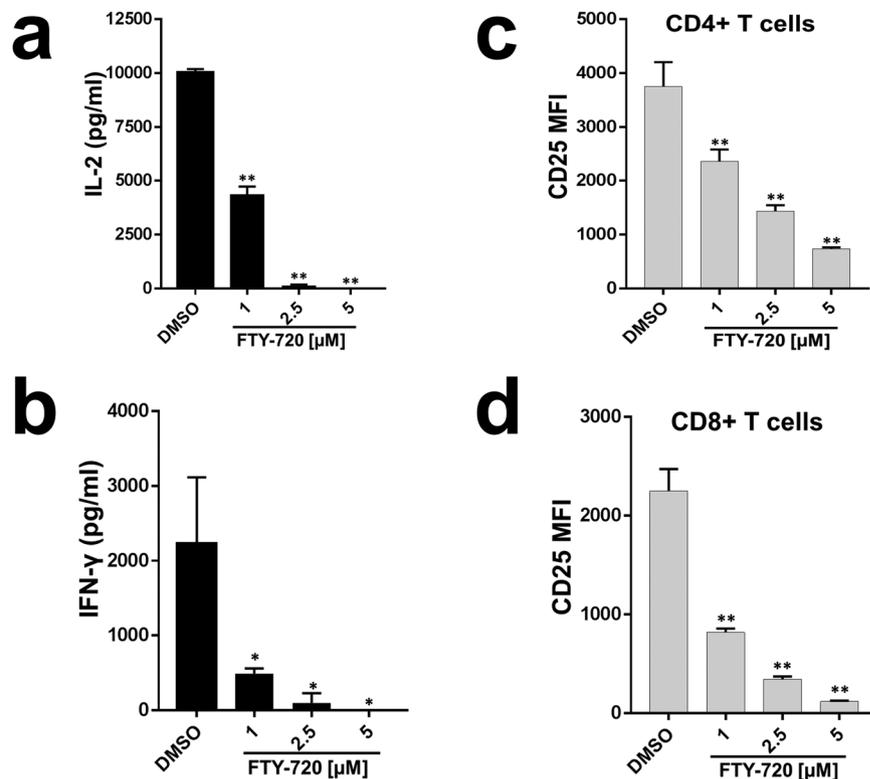 a
12500
10000
7500
5000
2500
0
IL-2 (pg/ml)
**
**
**
DMSO
1
2.5
5
FTY-720 [µM]
c
CD4+ T cells
5000
4000
3000
2000
1000
0
CD25 MFI
**
**
**
DMSO
1
2.5
5
FTY-720 [µM]
b
4000
3000
2000
1000
0
IFN-γ (pg/ml)
*
*
*
DMSO
1
2.5
5
FTY-720 [µM]
d
CD8+ T cells
3000
2000
1000
0
CD25 MFI
**
**
**
DMSO
1
2.5
5
FTY-720 [µM]